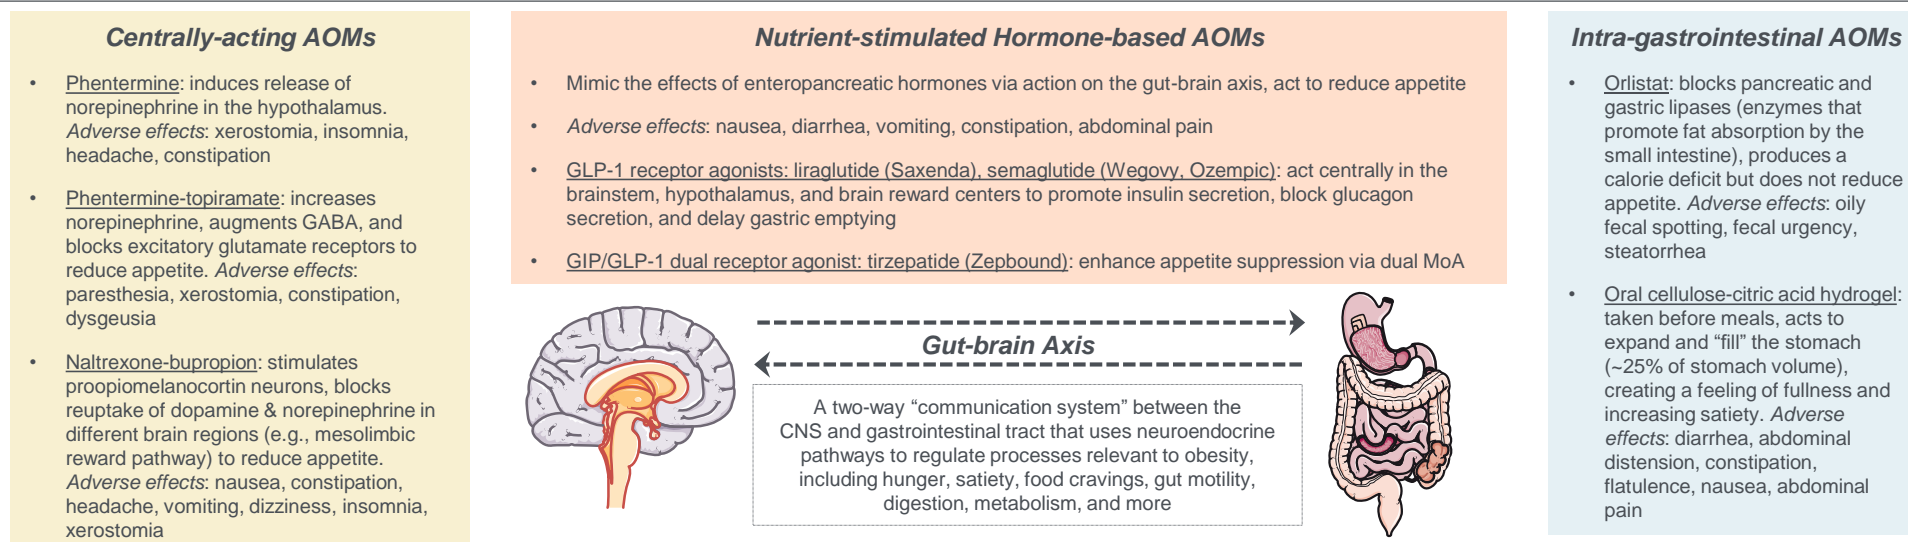 Centrally-acting AOMs
• Phentermine: induces release of
norepinephrine in the hypothalamus.
Adverse effects: xerostomia, insomnia,
headache, constipation
• Phentermine-topiramate: increases
norepinephrine, augments GABA, and
blocks excitatory glutamate receptors to
reduce appetite. Adverse effects:
paresthesia, xerostomia, constipation,
dysgeusia
• Naltrexone-bupropion: stimulates
proopiomelanocortin neurons, blocks
reuptake of dopamine & norepinephrine in
different brain regions (e.g., mesolimbic
reward pathway) to reduce appetite.
Adverse effects: nausea, constipation,
headache, vomiting, dizziness, insomnia,
xerostomia
Nutrient-stimulated Hormone-based AOMs
• Mimic the effects of enteropancreatic hormones via action on the gut-brain axis, act to reduce appetite
• Adverse effects: nausea, diarrhea, vomiting, constipation, abdominal pain
• GLP-1 receptor agonists: liraglutide (Saxenda), semaglutide (Wegovy, Ozempic): act centrally in the
brainstem, hypothalamus, and brain reward centers to promote insulin secretion, block glucagon
secretion, and delay gastric emptying
• GIP/GLP-1 dual receptor agonist: tirzepatide (Zepbound): enhance appetite suppression via dual MoA
Gut-brain Axis
A two-way “communication system” between the
CNS and gastrointestinal tract that uses neuroendocrine
pathways to regulate processes relevant to obesity,
including hunger, satiety, food cravings, gut motility,
digestion, metabolism, and more
Intra-gastrointestinal AOMs
• Orlistat: blocks pancreatic and
gastric lipases (enzymes that
promote fat absorption by the
small intestine), produces a
calorie deficit but does not reduce
appetite. Adverse effects: oily
fecal spotting, fecal urgency,
steatorrhea
• Oral cellulose-citric acid hydrogel:
taken before meals, acts to
expand and “fill” the stomach
(~25% of stomach volume),
creating a feeling of fullness and
increasing satiety. Adverse
effects: diarrhea, abdominal
distension, constipation,
flatulence, nausea, abdominal
pain